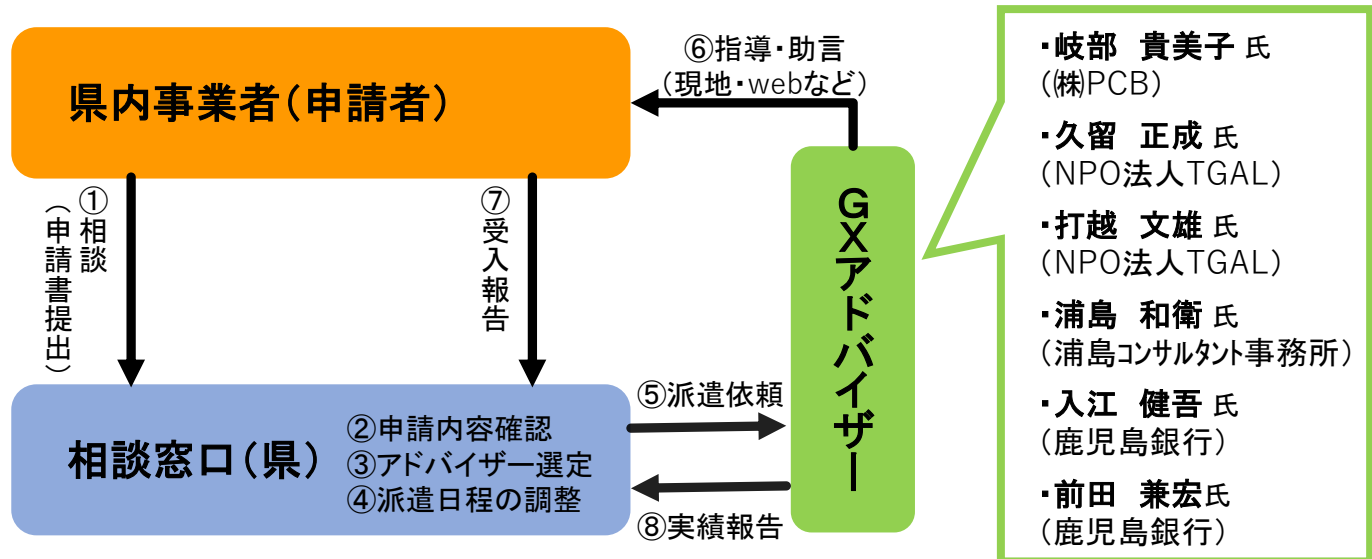 県内事業者（申請者）
①相談
（申請書提出）
⑦受入報告
⑥指導・助言
（現地・webなど）
相談窓口（県）
②申請内容確認
③アドバイザー選定
④派遣日程の調整
⑤派遣依頼
⑧実績報告
GXアドバイザー
・岐部　貴美子 氏
（㈱PCB）
・久留　正成 氏
（NPO法人TGAL）
・打越　文雄 氏
（NPO法人TGAL）
・浦島　和衛 氏
（浦島コンサルタント事務所）
・入江　健吾 氏
（鹿児島銀行）
・前田　兼宏氏
（鹿児島銀行）